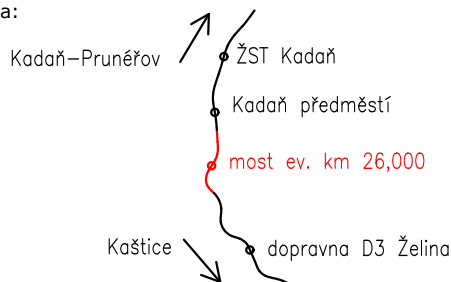 a:
Kadaň-Prunéřov
ŽST Kadaň
Kadaň předměstí
most ev. km 26,000
Kaštice
dopravna D3 Želina